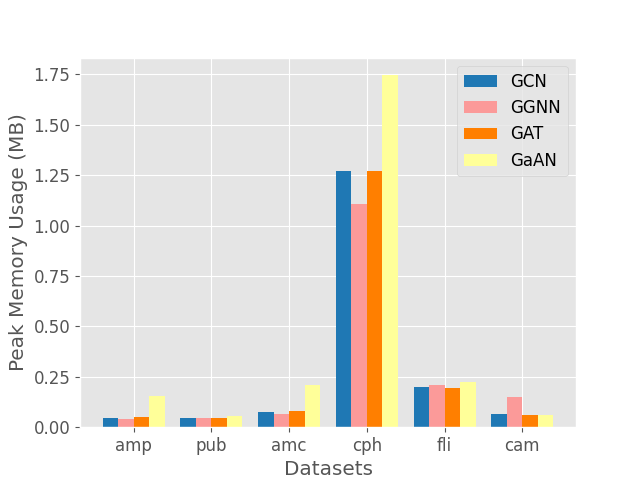 Peak Memory Usage (MB)
1.75
1.50
1.25
1.00
0.75
0.50
0.25
0.00
GCN
GGNN
GAT
GaAN
amp pub amc cph fli cam
Datasets